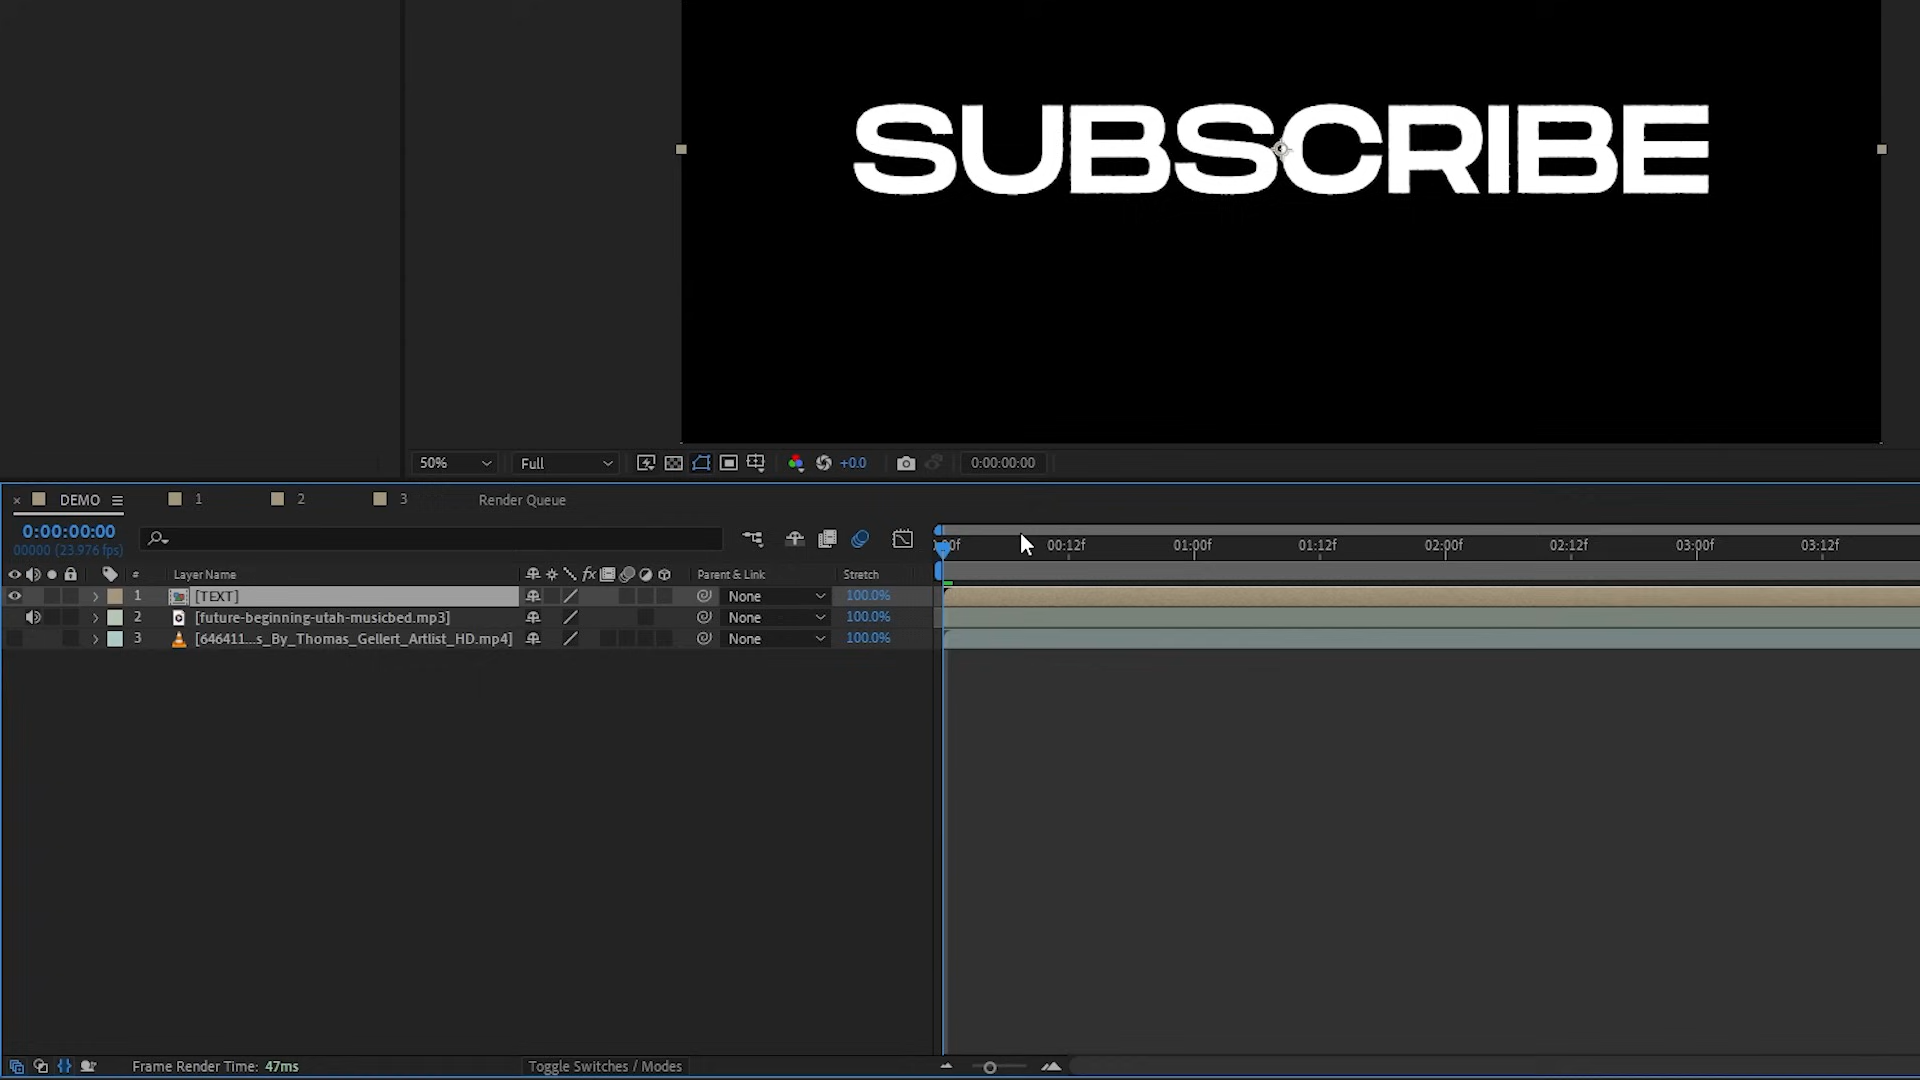 SUBSCRIBE
50% Full +0.0 0:00:00:00
× DEMO 1 2 3 Render Queue
0:00:00:00
00000 (23.976 fps)
00:12f 01:00f 01:12f 02:00f 02:12f 03:00f 03:12f
# Layer Name fx Parent & Link Stretch
1 [TEXT] None 100.0%
2 [future-beginning-utah-musicbed.mp3] None 100.0%
3 [646411...s_By_Thomas_Gellert_Artlist_HD.mp4] None 100.0%
Frame Render Time: 47ms Toggle Switches / Modes